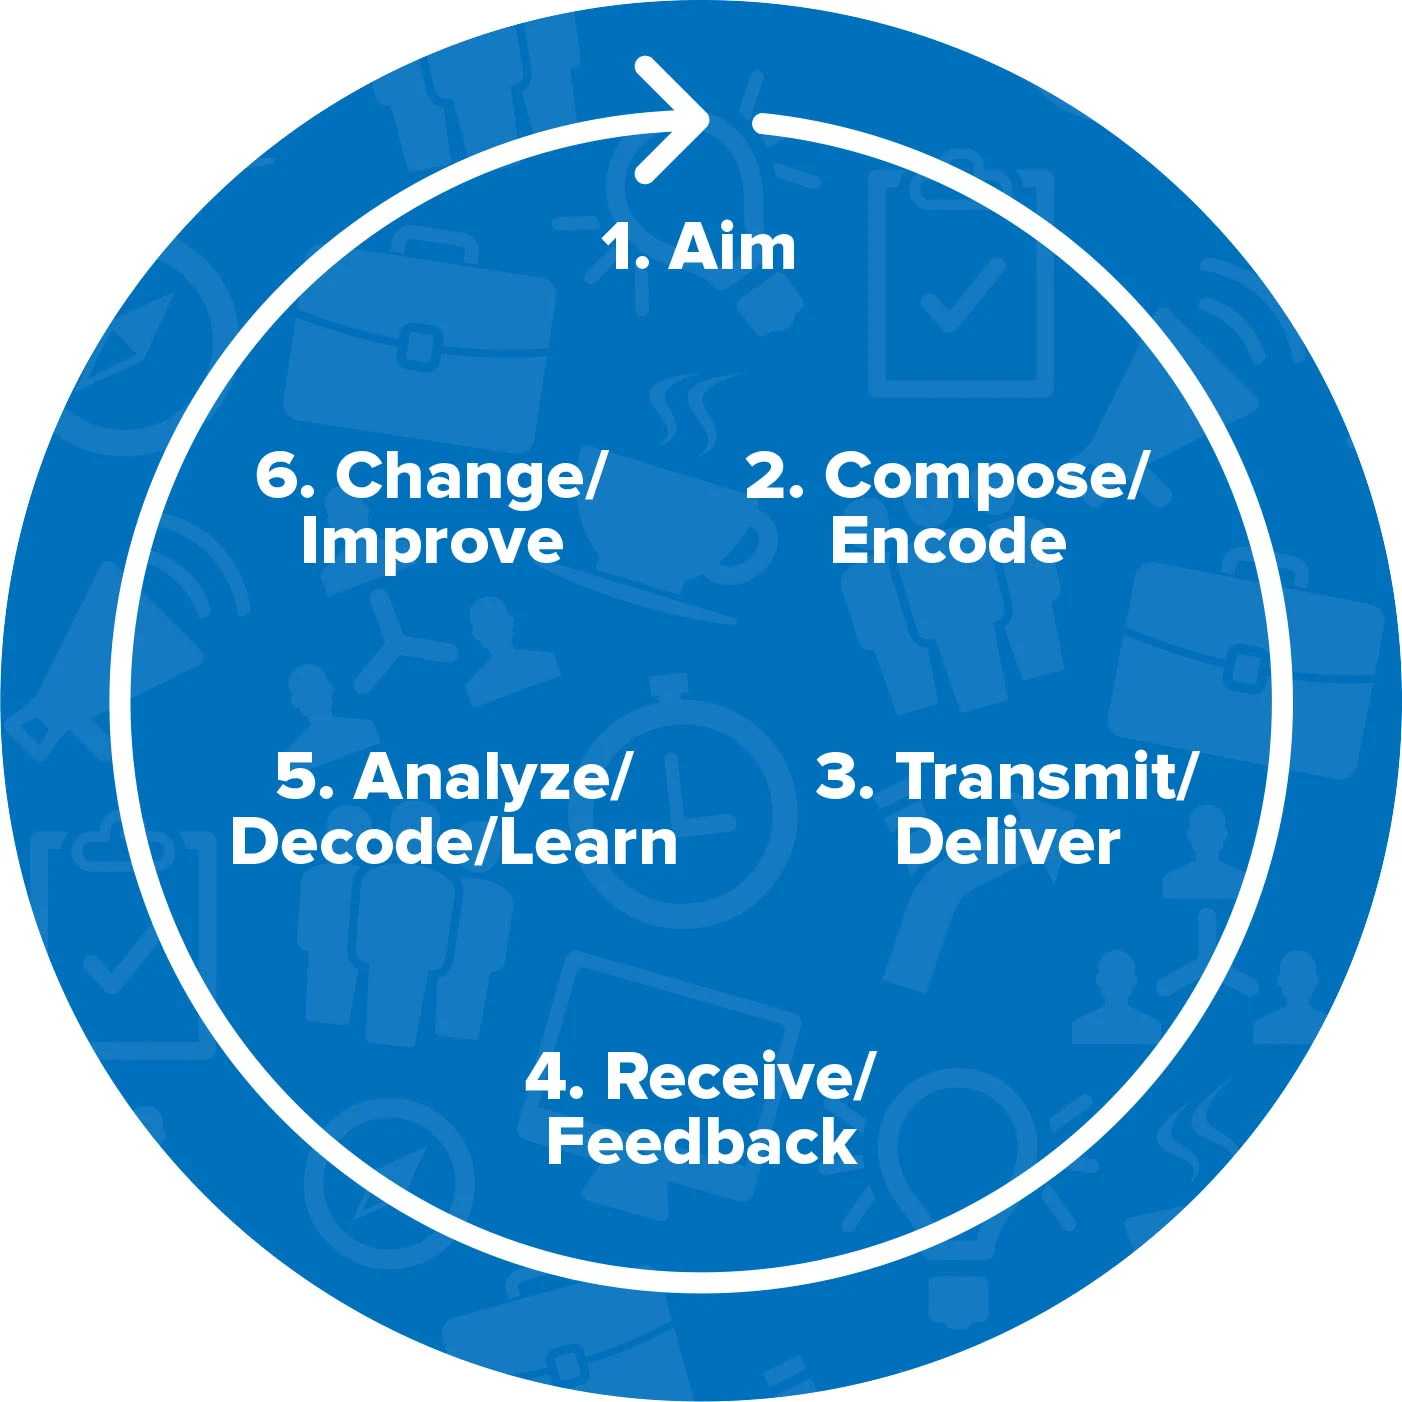 1. Aim
2. Compose/
Encode
3. Transmit/
Deliver
4. Receive/
Feedback
5. Analyze/
Decode/Learn
6. Change/
Improve